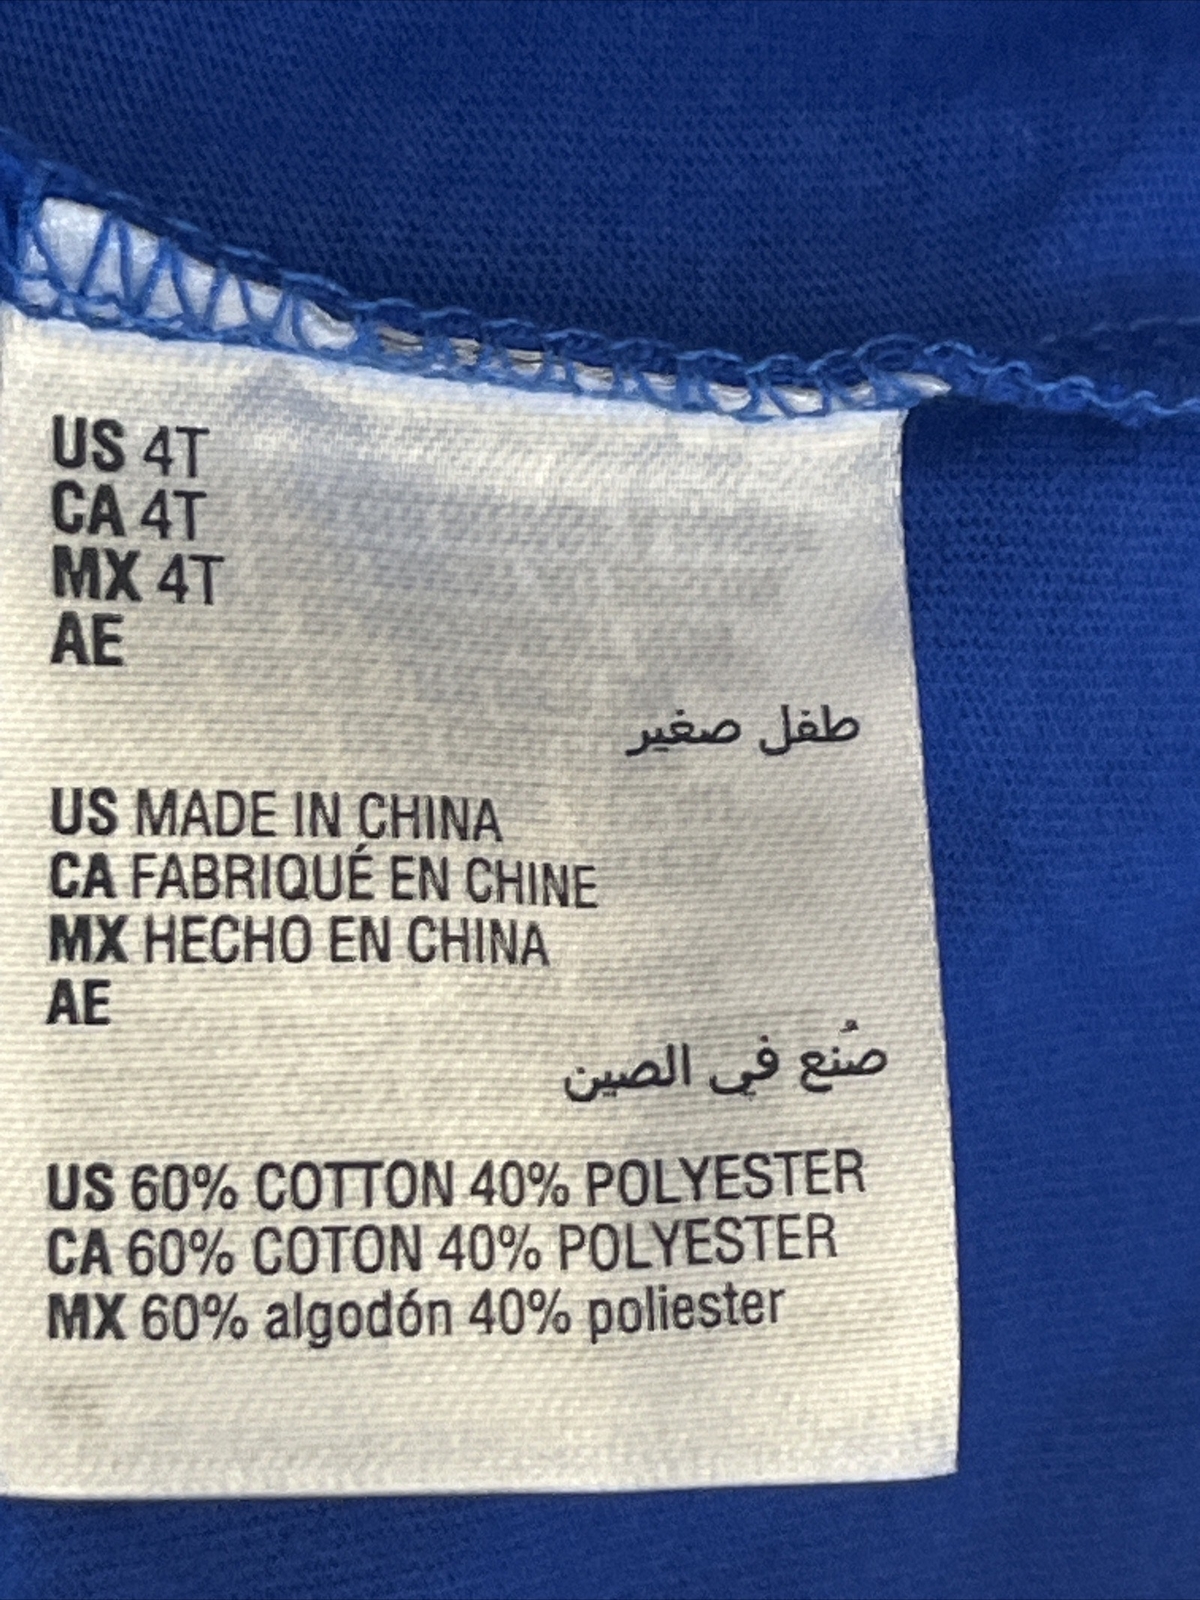 US 4T
CA 4T
MX 4T
AE
طفل صغير
US MADE IN CHINA
CA FABRIQUÉ EN CHINE
MX HECHO EN CHINA
AE
صُنع في الصين
US 60% COTTON 40% POLYESTER
CA 60% COTON 40% POLYESTER
MX 60% algodón 40% poliester